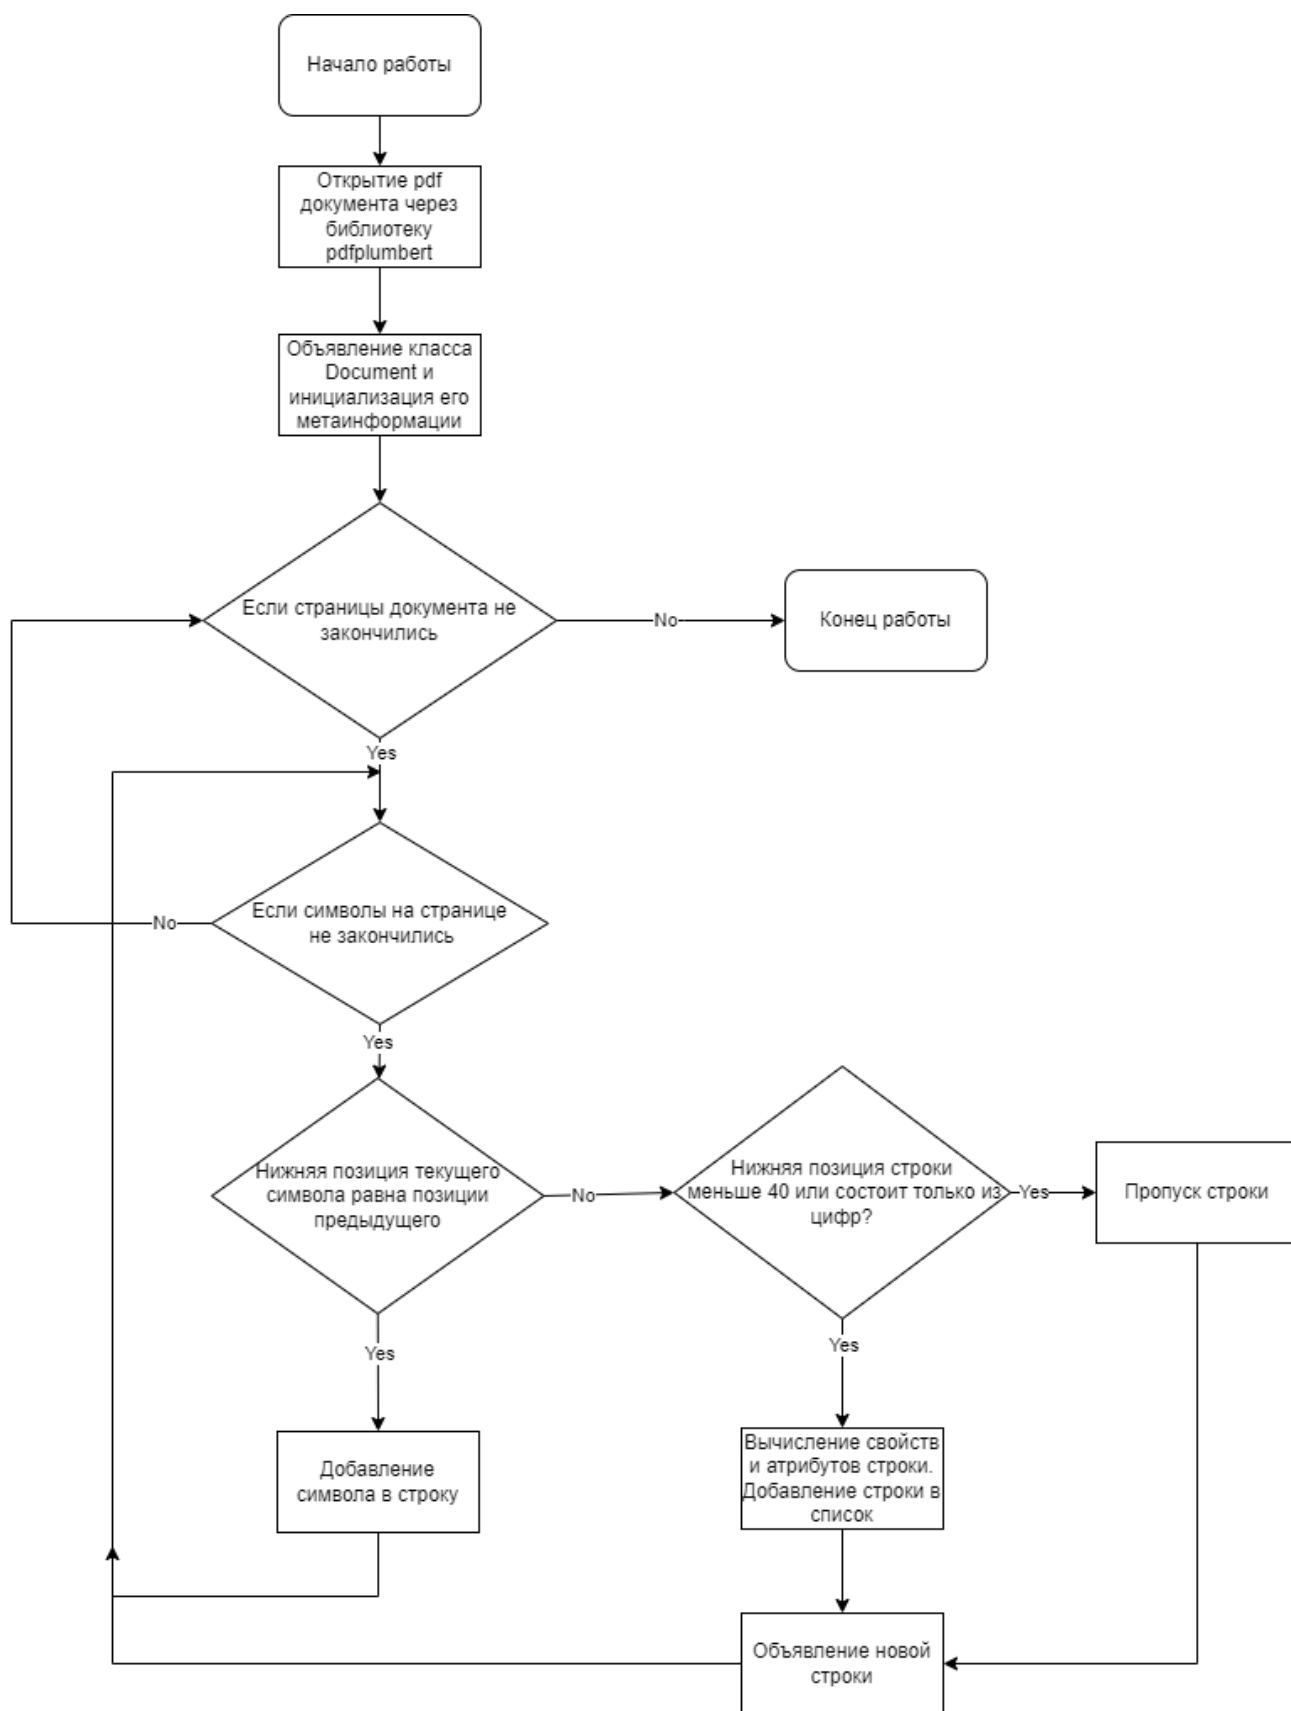 Начало работы
Открытие pdf
документа через
библиотеку
pdfplumbert
Объявление класса
Document и
инициализация его
метаинформации
Если страницы документа не
закончились
No
Конец работы
Yes
Если символы на странице
не закончились
No
Yes
Нижняя позиция текущего
символа равна позиции
предыдущего
No
Нижняя позиция строки
меньше 40 или состоит только из
цифр?
Yes
Пропуск строки
Yes
Yes
Добавление
символа в строку
Вычисление свойств
и атрибутов строки.
Добавление строки в
список
Объявление новой
строки